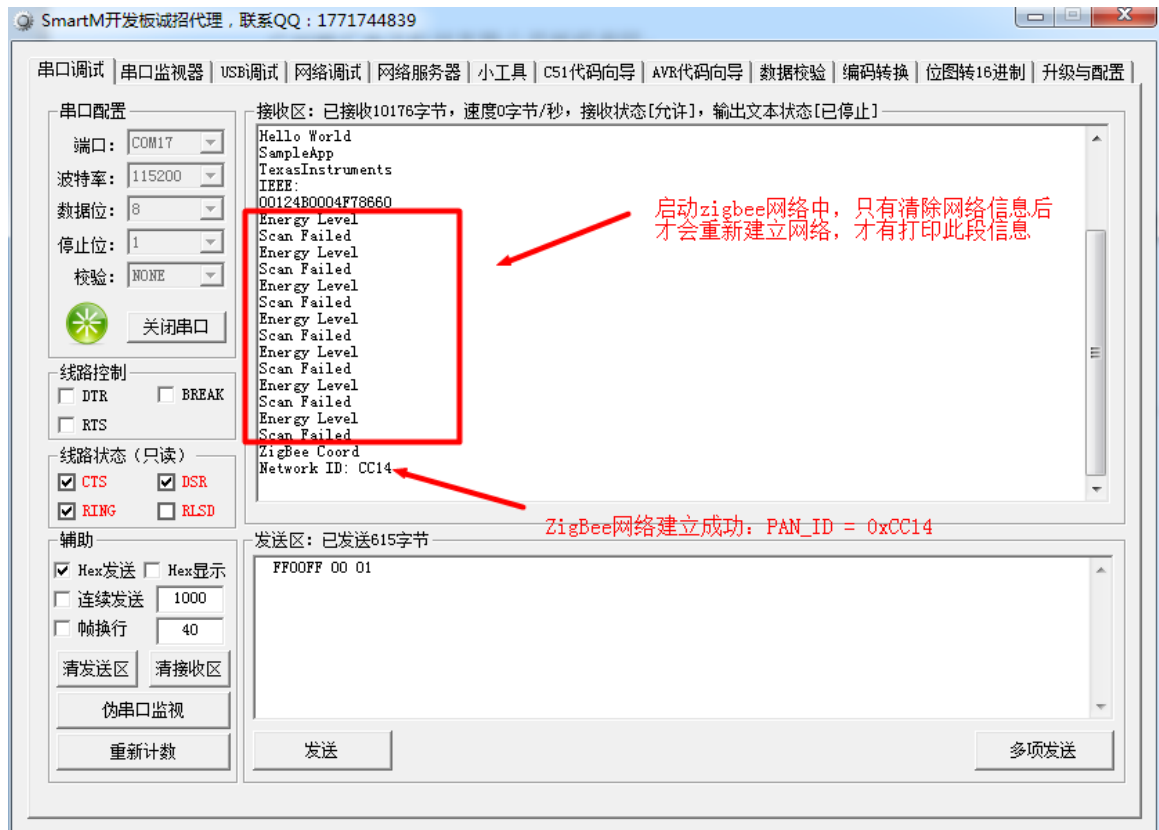 SmartM开发板诚招代理，联系QQ：1771744839
串口调试 串口监视器 USB调试 网络调试 网络服务器 小工具 C51代码向导 AVR代码向导 数据校验 编码转换 位图转16进制 升级与配置
串口配置
端口： COM17
波特率： 115200
数据位： 8
停止位： 1
校验： NONE
关闭串口
线路控制
DTR BREAK
RTS
线路状态（只读）
CTS DSR
RING RLSD
辅助
Hex发送 Hex显示
连续发送 1000
帧换行 40
清发送区 清接收区
伪串口监视
重新计数
接收区：已接收10176字节，速度0字节/秒，接收状态[允许]，输出文本状态[已停止]
Hello World
SampleApp
TexasInstruments
IEEE:
00124B0004F78660
Energy Level
Scan Failed
Energy Level
Scan Failed
Energy Level
Scan Failed
Energy Level
Scan Failed
Energy Level
Scan Failed
Energy Level
Scan Failed
Energy Level
Scan Failed
ZigBee Coord
Network ID: CC14
启动zigbee网络中，只有清除网络信息后
才会重新建立网络，才有打印此段信息
ZigBee网络建立成功：PAN_ID = 0xCC14
发送区：已发送615字节
FF00FF 00 01
发送 多项发送